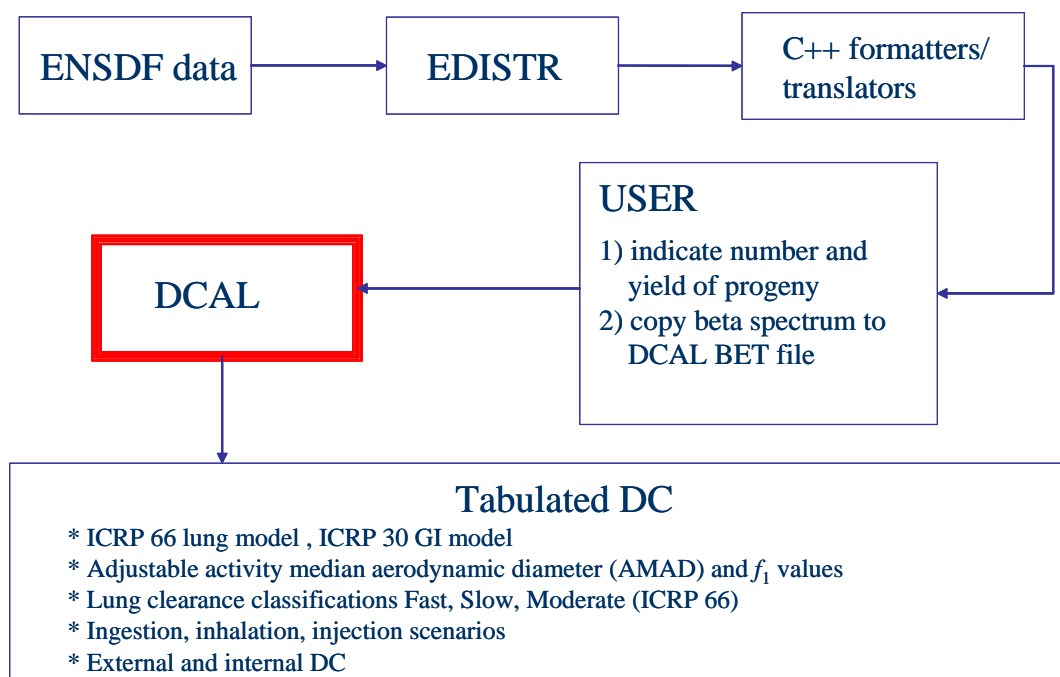 ENSDF data
EDISTR
C++ formatters/
translators
USER
1) indicate number and
yield of progeny
2) copy beta spectrum to
DCAL BET file
DCAL
Tabulated DC
* ICRP 66 lung model , ICRP 30 GI model
* Adjustable activity median aerodynamic diameter (AMAD) and f1 values
* Lung clearance classifications Fast, Slow, Moderate (ICRP 66)
* Ingestion, inhalation, injection scenarios
* External and internal DC